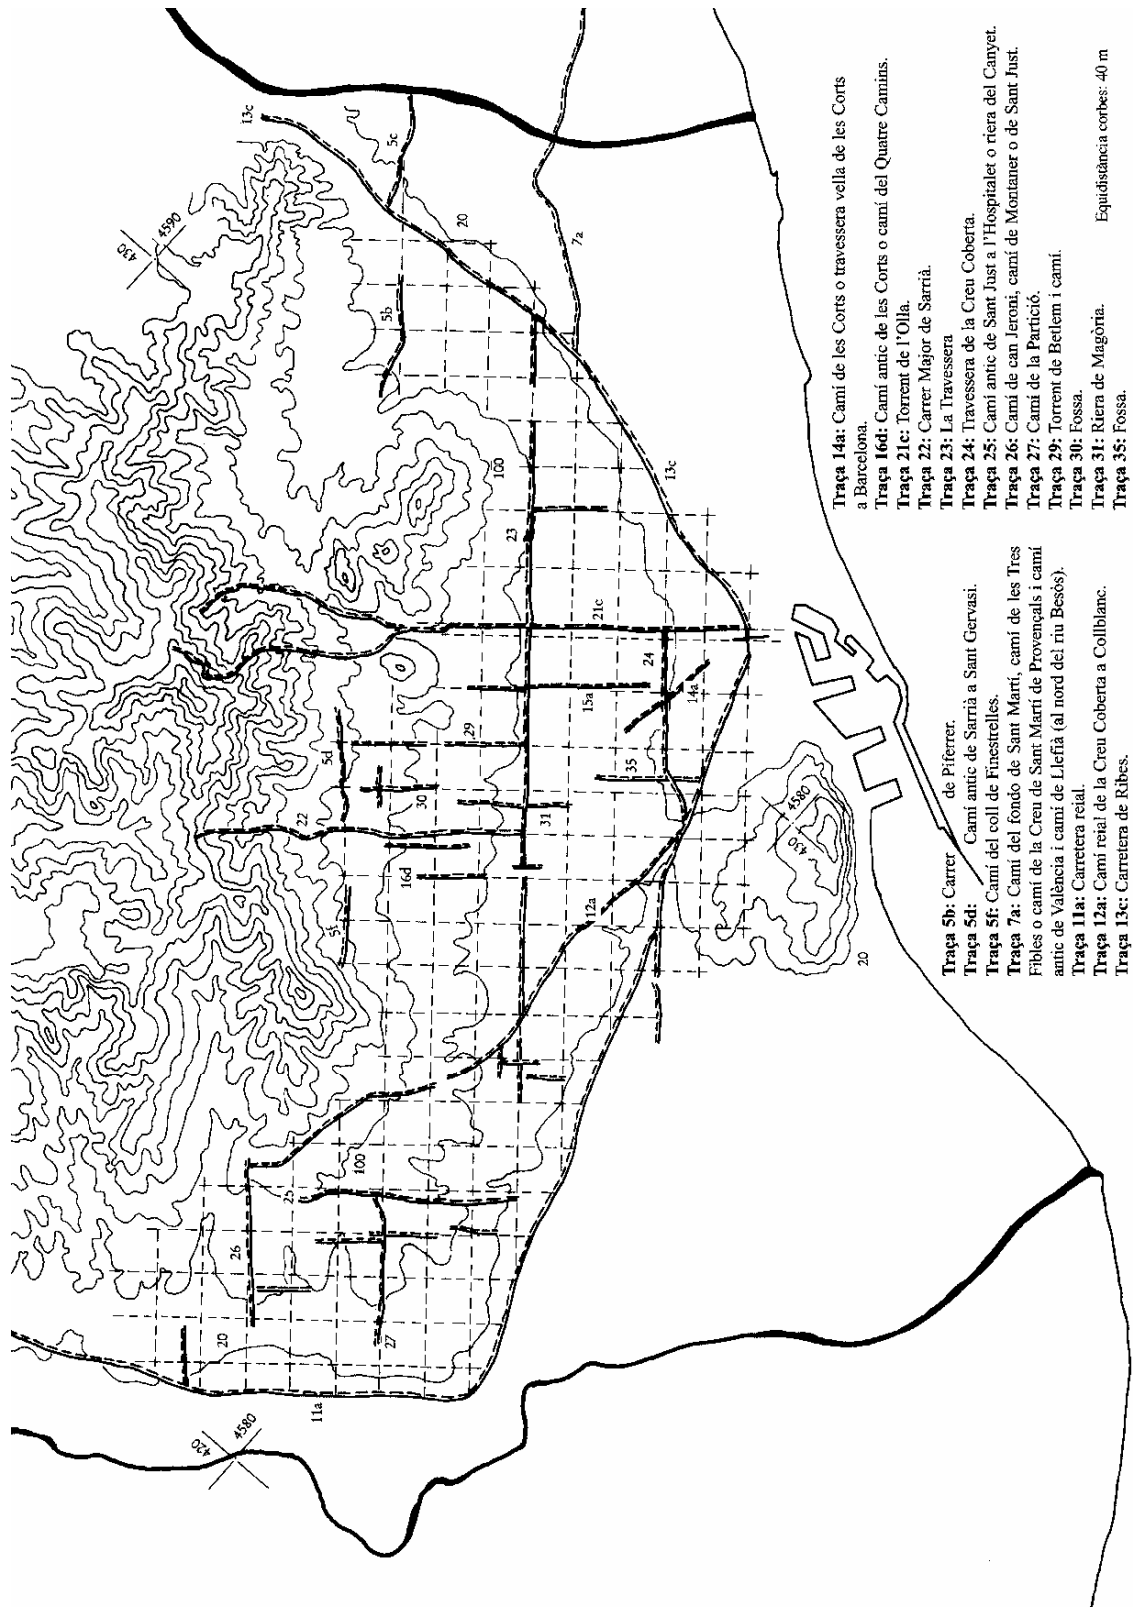 Traça 5b: Carrer de Piferrer.
Traça 5d: Camí antic de Sarrià a Sant Gervasi.
Traça 5f: Camí del coll de Finestrelles.
Traça 7a: Camí del fondo de Sant Martí, camí de les Tres
Fibles o camí de la Creu de Sant Martí de Provençals i camí
antic de València i camí de Llefià (al nord del riu Besòs).
Traça 11a: Carretera reial.
Traça 12a: Camí reial de la Creu Coberta a Collblanc.
Traça 13c: Carretera de Ribes.
Traça 14a: Camí de les Corts o travessera vella de les Corts
a Barcelona.
Traça 16d: Camí antic de les Corts o camí del Quatre Camins.
Traça 21c: Torrent de l'Olla.
Traça 22: Carrer Major de Sarrià.
Traça 23: La Travessera
Traça 24: Travessera de la Creu Coberta.
Traça 25: Camí antic de Sant Just a l'Hospitalet o riera del Canyet.
Traça 26: Camí de can Jeroni, camí de Montaner o de Sant Just.
Traça 27: Camí de la Partició.
Traça 29: Torrent de Betlem i camí.
Traça 30: Fossa.
Traça 31: Riera de Magòria.
Traça 35: Fossa.
Equidistància corbes: 40 m
420
4580
11a
20
26
25
27
100
5f
16d
22
5d
30
29
31
12a
35
15a
14a
24
21c
23
100
13c
5b
5c
20
7a
13c
430
4590
430
4580
20